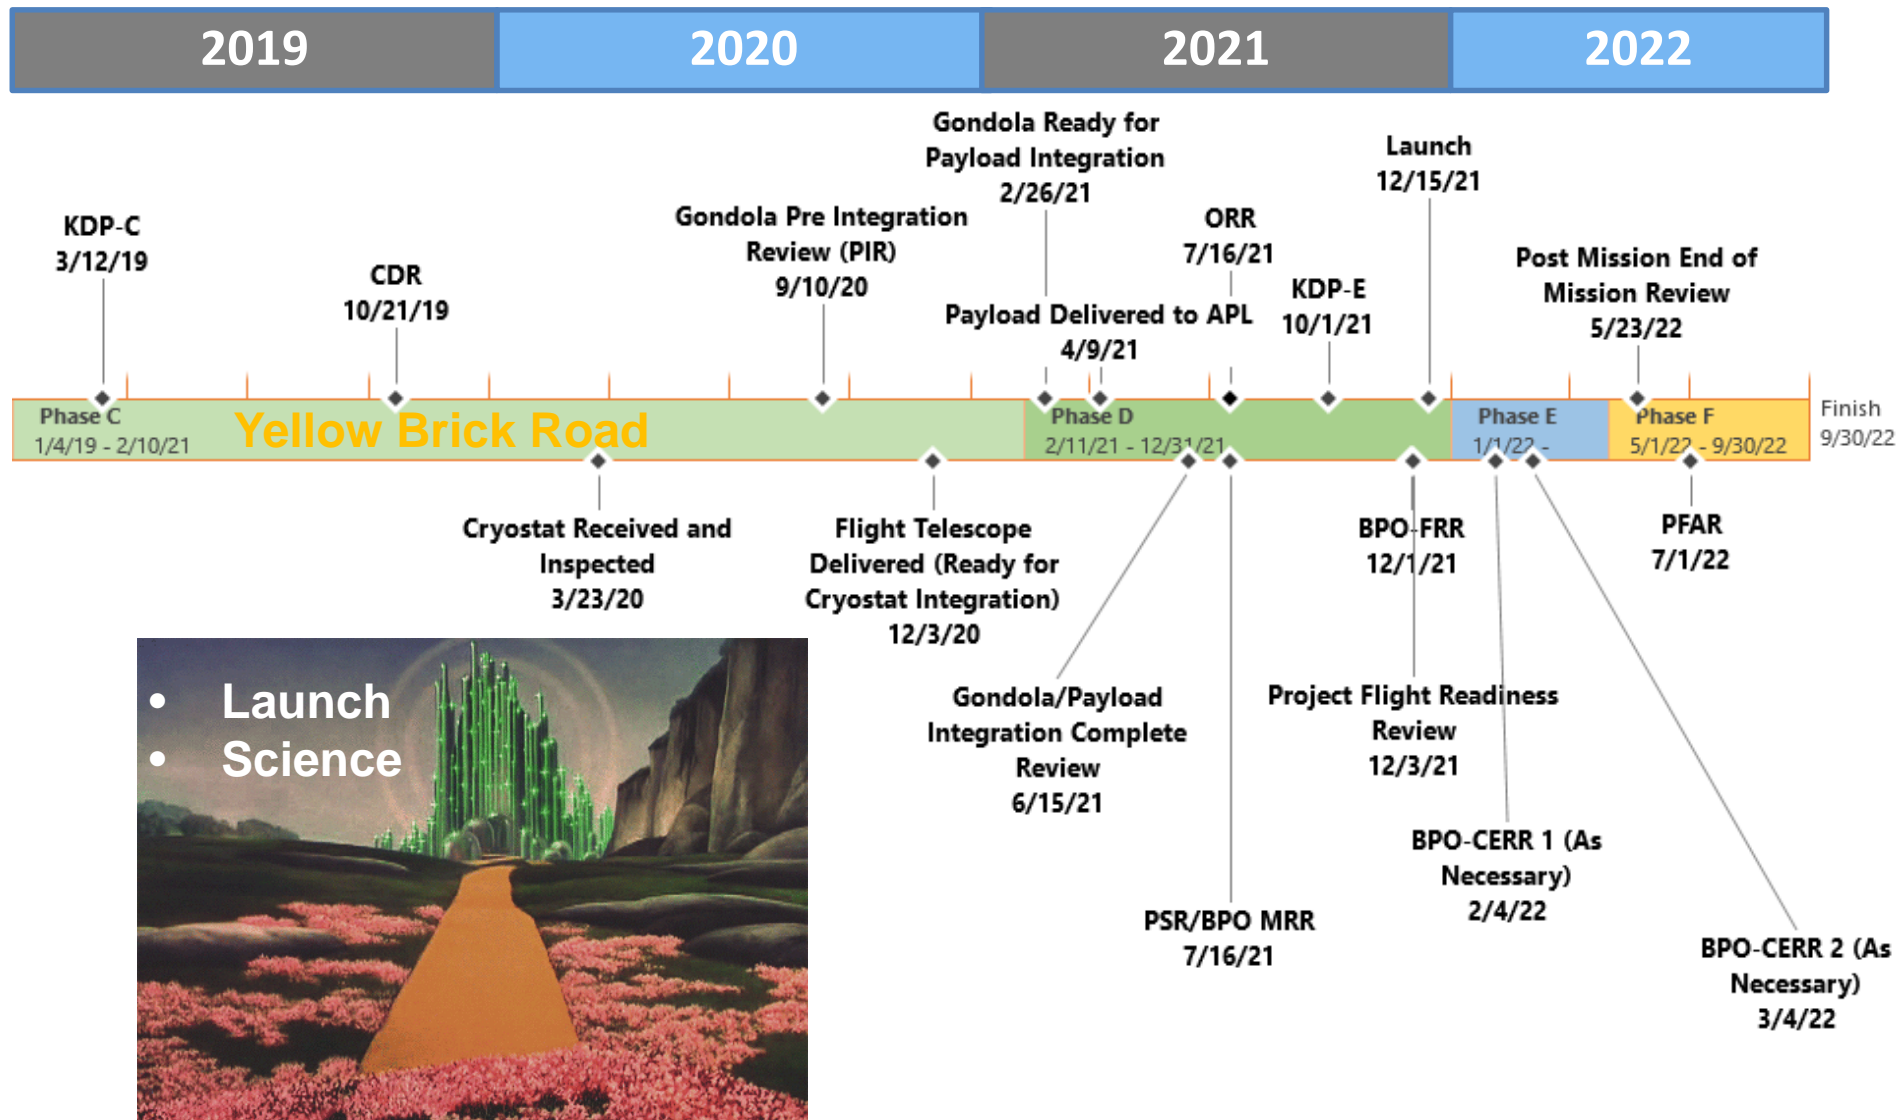 2019
2020
2021
2022
KDP-C
3/12/19
CDR
10/21/19
Gondola Pre Integration
Review (PIR)
9/10/20
Gondola Ready for
Payload Integration
2/26/21
Payload Delivered to APL
4/9/21
ORR
7/16/21
KDP-E
10/1/21
Launch
12/15/21
Post Mission End of
Mission Review
5/23/22
Phase C
1/4/19 - 2/10/21
Yellow Brick Road
Phase D
2/11/21 - 12/31/21
Phase E
1/1/22 -
Phase F
5/1/22 - 9/30/22
Finish
9/30/22
Cryostat Received and
Inspected
3/23/20
Flight Telescope
Delivered (Ready for
Cryostat Integration)
12/3/20
Gondola/Payload
Integration Complete
Review
6/15/21
PSR/BPO MRR
7/16/21
BPO-FRR
12/1/21
Project Flight Readiness
Review
12/3/21
BPO-CERR 1 (As
Necessary)
2/4/22
BPO-CERR 2 (As
Necessary)
3/4/22
PFAR
7/1/22
• Launch
• Science